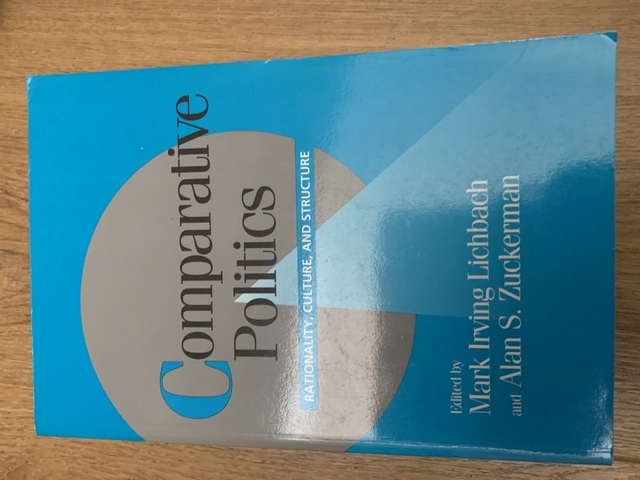 Comparative
Politics
RATIONALITY, CULTURE, AND STRUCTURE
Edited by
Mark Irving Lichbach
and Alan S. Zuckerman